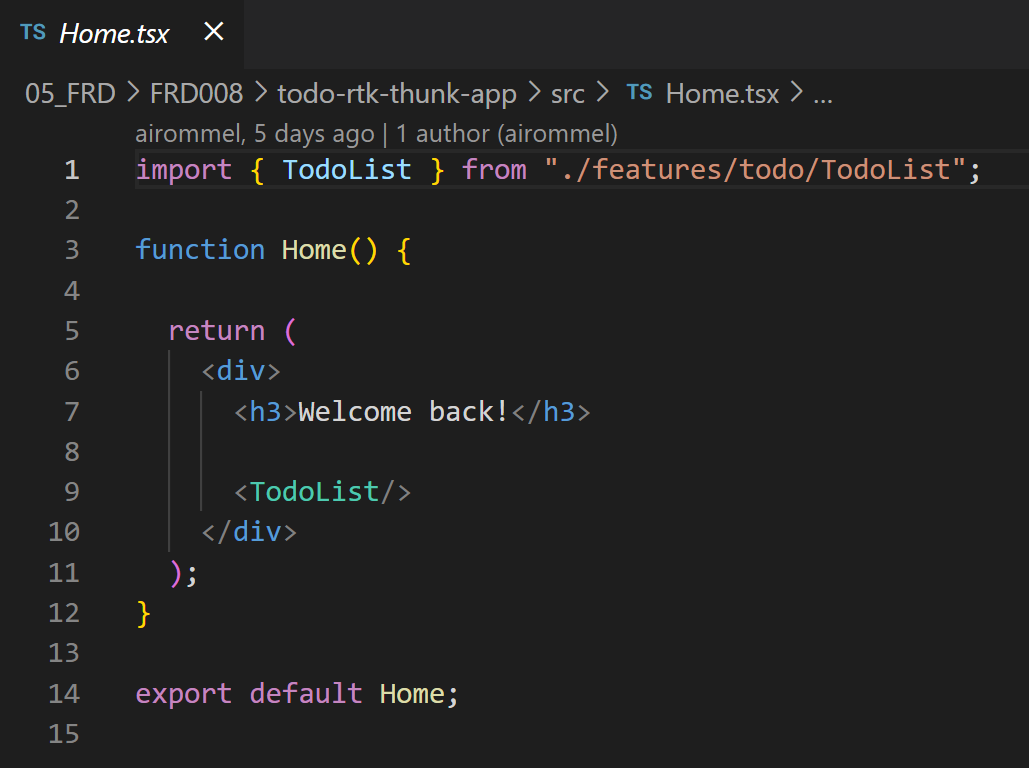 TS Home.tsx ×
05_FRD > FRD008 > todo-rtk-thunk-app > src > TS Home.tsx > ...
airommel, 5 days ago | 1 author (airommel)
1 import { TodoList } from "./features/todo/TodoList";
2
3 function Home() {
4
5   return (
6     <div>
7       <h3>Welcome back!</h3>
8
9       <TodoList/>
10     </div>
11   );
12 }
13
14 export default Home;
15